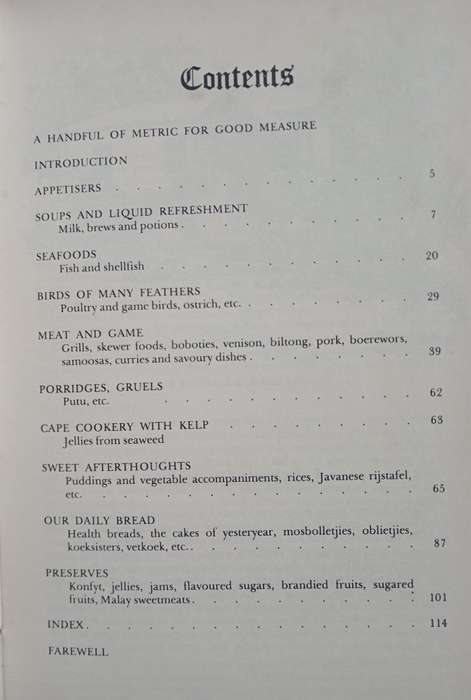 Contents
A HANDFUL OF METRIC FOR GOOD MEASURE
INTRODUCTION
APPETISERS . . . . . . . . . . . . . 5
SOUPS AND LIQUID REFRESHMENT
Milk, brews and potions . . . . . . . . . . . 7
SEAFOODS
Fish and shellfish . . . . . . . . . . . . 20
BIRDS OF MANY FEATHERS
Poultry and game birds, ostrich, etc. . . . . . . . . 29
MEAT AND GAME
Grills, skewer foods, boboties, venison, biltong, pork, boerewors,
samoosas, curries and savoury dishes . . . . . . . . 39
PORRIDGES, GRUELS
Putu, etc. . . . . . . . . . . . . 62
CAPE COOKERY WITH KELP . . . . . . . . . 63
Jellies from seaweed
SWEET AFTERTHOUGHTS
Puddings and vegetable accompaniments, rices, Javanese rijstafel,
etc. . . . . . . . . . . . . . . 65
OUR DAILY BREAD
Health breads, the cakes of yesteryear, mosbolletjies, oblietjies,
koeksisters, vetkoek, etc. . . . . . . . . . . 87
PRESERVES
Konfyt, jellies, jams, flavoured sugars, brandied fruits, sugared
fruits, Malay sweetmeats . . . . . . . . . . 101
INDEX . . . . . . . . . . . . . . 114
FAREWELL